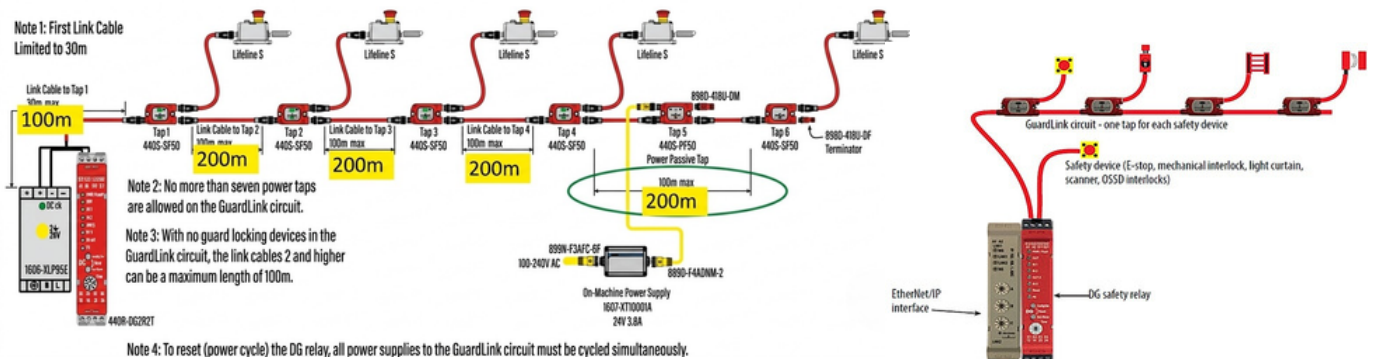 Note 1: First Link Cable
Limited to 30m
Lifeline S
Lifeline S
Lifeline S
Lifeline S
Lifeline S
Link Cable to Tap 1
30m max
100m
898D-418U-DM
Tap 1
440S-SF50
Link Cable to Tap 2
100m max
200m
Tap 2
440S-SF50
Link Cable to Tap 3
100m max
200m
Tap 3
440S-SF50
Link Cable to Tap 4
100m max
200m
Tap 4
440S-SF50
Tap 5
440S-PF50
Power Passive Tap
Tap 6
440S-SF50
898D-418U-DF
Terminator
100m max
200m
Note 2: No more than seven power taps
are allowed on the GuardLink circuit.
Note 3: With no guard locking devices in the
GuardLink circuit, the link cables 2 and higher
can be a maximum length of 100m.
DC ok
1606-XLP95E
L
440R-DG2R2T
899N-F3AFC-6F
100-240V AC
889D-F4ADNM-2
On-Machine Power Supply
1607-XT10001A
24V 3.8A
Note 4: To reset (power cycle) the DG relay, all power supplies to the GuardLink circuit must be cycled simultaneously.
GuardLink circuit - one tap for each safety device
Safety device (E-stop, mechanical interlock, light curtain,
scanner, OSSD interlocks)
EtherNet/IP
interface
DG safety relay